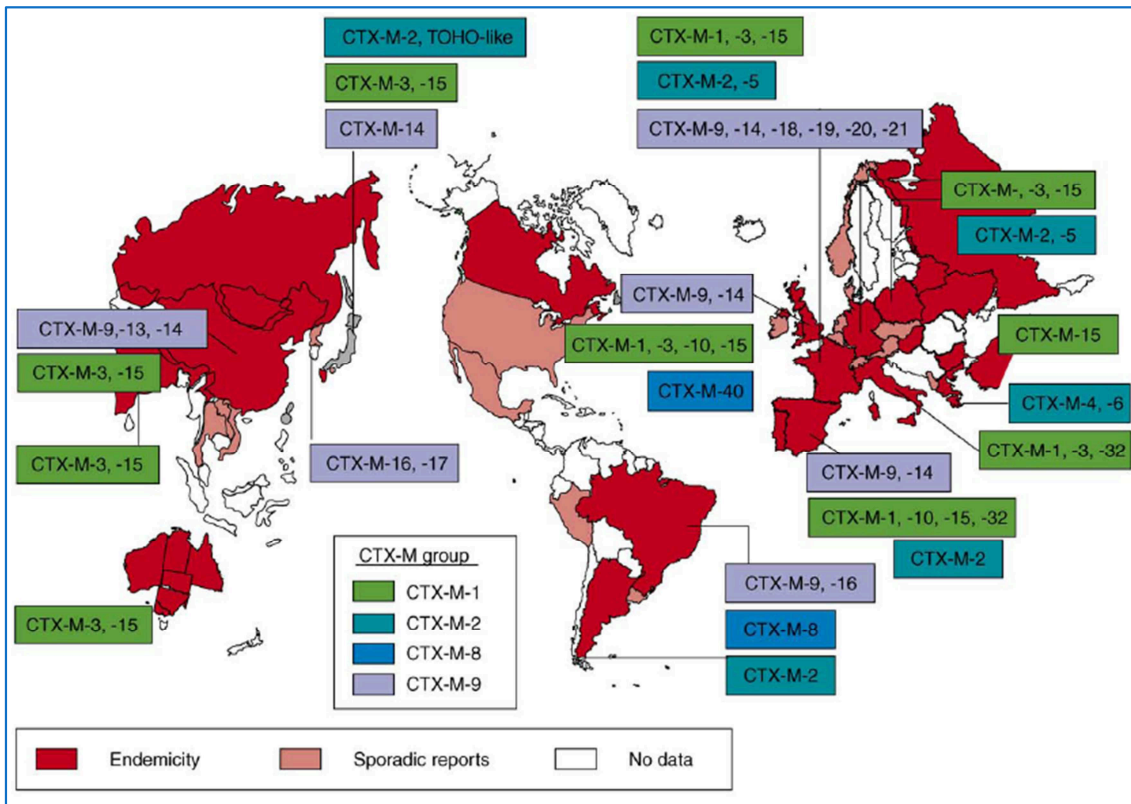 CTX-M-2, TOHO-like
CTX-M-3, -15
CTX-M-14
CTX-M-1, -3, -15
CTX-M-2, -5
CTX-M-9, -14, -18, -19, -20, -21
CTX-M-, -3, -15
CTX-M-2, -5
CTX-M-9, -14
CTX-M-1, -3, -10, -15
CTX-M-40
CTX-M-9,-13, -14
CTX-M-3, -15
CTX-M-3, -15
CTX-M-16, -17
CTX-M-15
CTX-M-4, -6
CTX-M-1, -3, -32
CTX-M-9, -14
CTX-M-1, -10, -15, -32
CTX-M-2
CTX-M-9, -16
CTX-M-8
CTX-M-2
CTX-M-3, -15
CTX-M group
CTX-M-1
CTX-M-2
CTX-M-8
CTX-M-9
Endemicity
Sporadic reports
No data